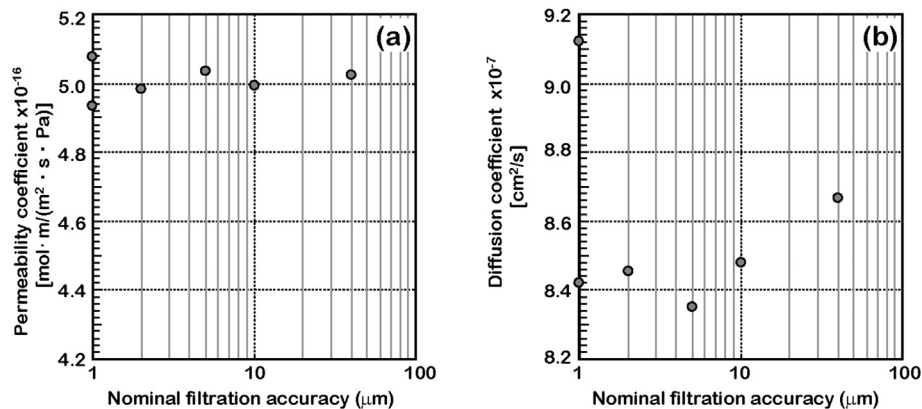 (a)
Permeability coefficient x10-16
[mol· m/(m2・s・Pa)]
5.2
5.0
4.8
4.6
4.4
4.2
1 10 100
Nominal filtration accuracy (μm)
(b)
Diffusion coefficient x10-7
[cm2/s]
9.2
9.0
8.8
8.6
8.4
8.2
1 10 100
Nominal filtration accuracy (μm)